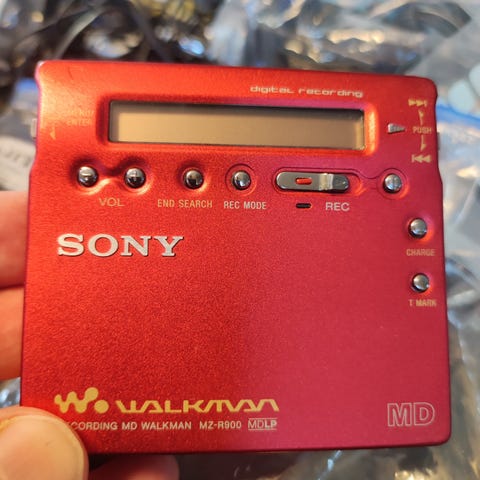 digital recording
ENTER
PUSH
VOL
END SEARCH
REC MODE
REC
SONY
CHARGE
T MARK
WALKMAN
MD
RECORDING MD WALKMAN MZ-R900 MDLP